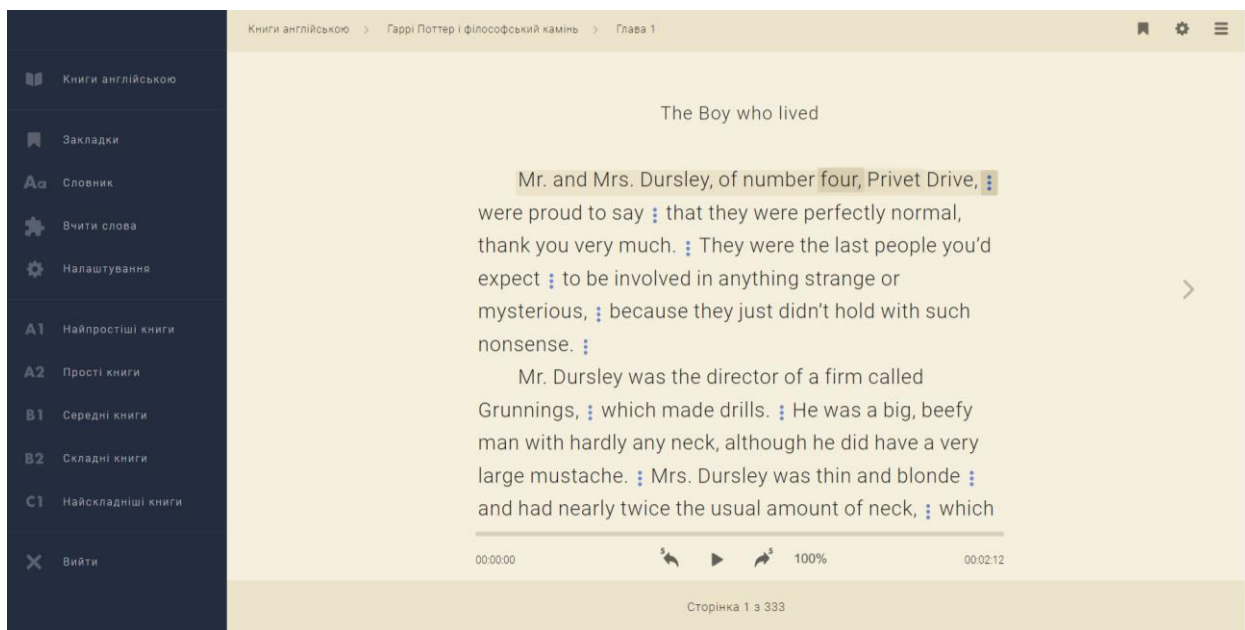 Книги англійською > Гаррі Поттер і філософський камінь > Глава 1
Книги англійською
Закладки
Aa Словник
Вчити слова
Налаштування
A1 Найпростіші книги
A2 Прості книги
B1 Середні книги
B2 Складні книги
C1 Найскладніші книги
Вийти
The Boy who lived
Mr. and Mrs. Dursley, of number four, Privet Drive,
were proud to say that they were perfectly normal,
thank you very much. They were the last people you'd
expect to be involved in anything strange or
mysterious, because they just didn't hold with such
nonsense.
Mr. Dursley was the director of a firm called
Grunnings, which made drills. He was a big, beefy
man with hardly any neck, although he did have a very
large mustache. Mrs. Dursley was thin and blonde
and had nearly twice the usual amount of neck, which
00:00:00 5 5 100% 00:02:12
Сторінка 1 з 333